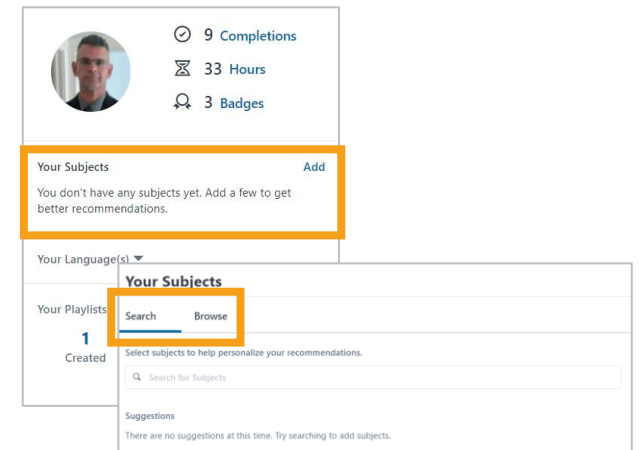 9 Completions
33 Hours
3 Badges
Your Subjects
Add
You don't have any subjects yet. Add a few to get
better recommendations.
Your Language(s)
Your Playlists
1
Created
Your Subjects
Search
Browse
Select subjects to help personalize your recommendations.
Search for Subjects
Suggestions
There are no suggestions at this time. Try searching to add subjects.